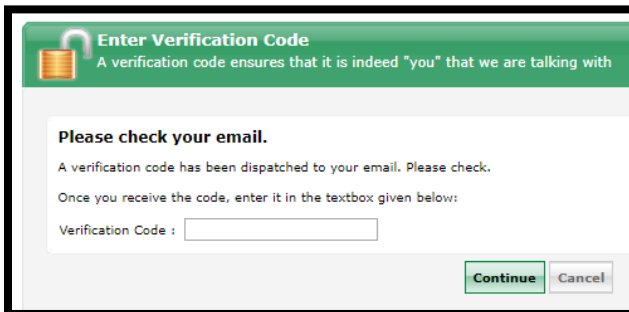 Enter Verification Code
A verification code ensures that it is indeed "you" that we are talking with
Please check your email.
A verification code has been dispatched to your email. Please check.
Once you receive the code, enter it in the textbox given below:
Verification Code :
Continue Cancel